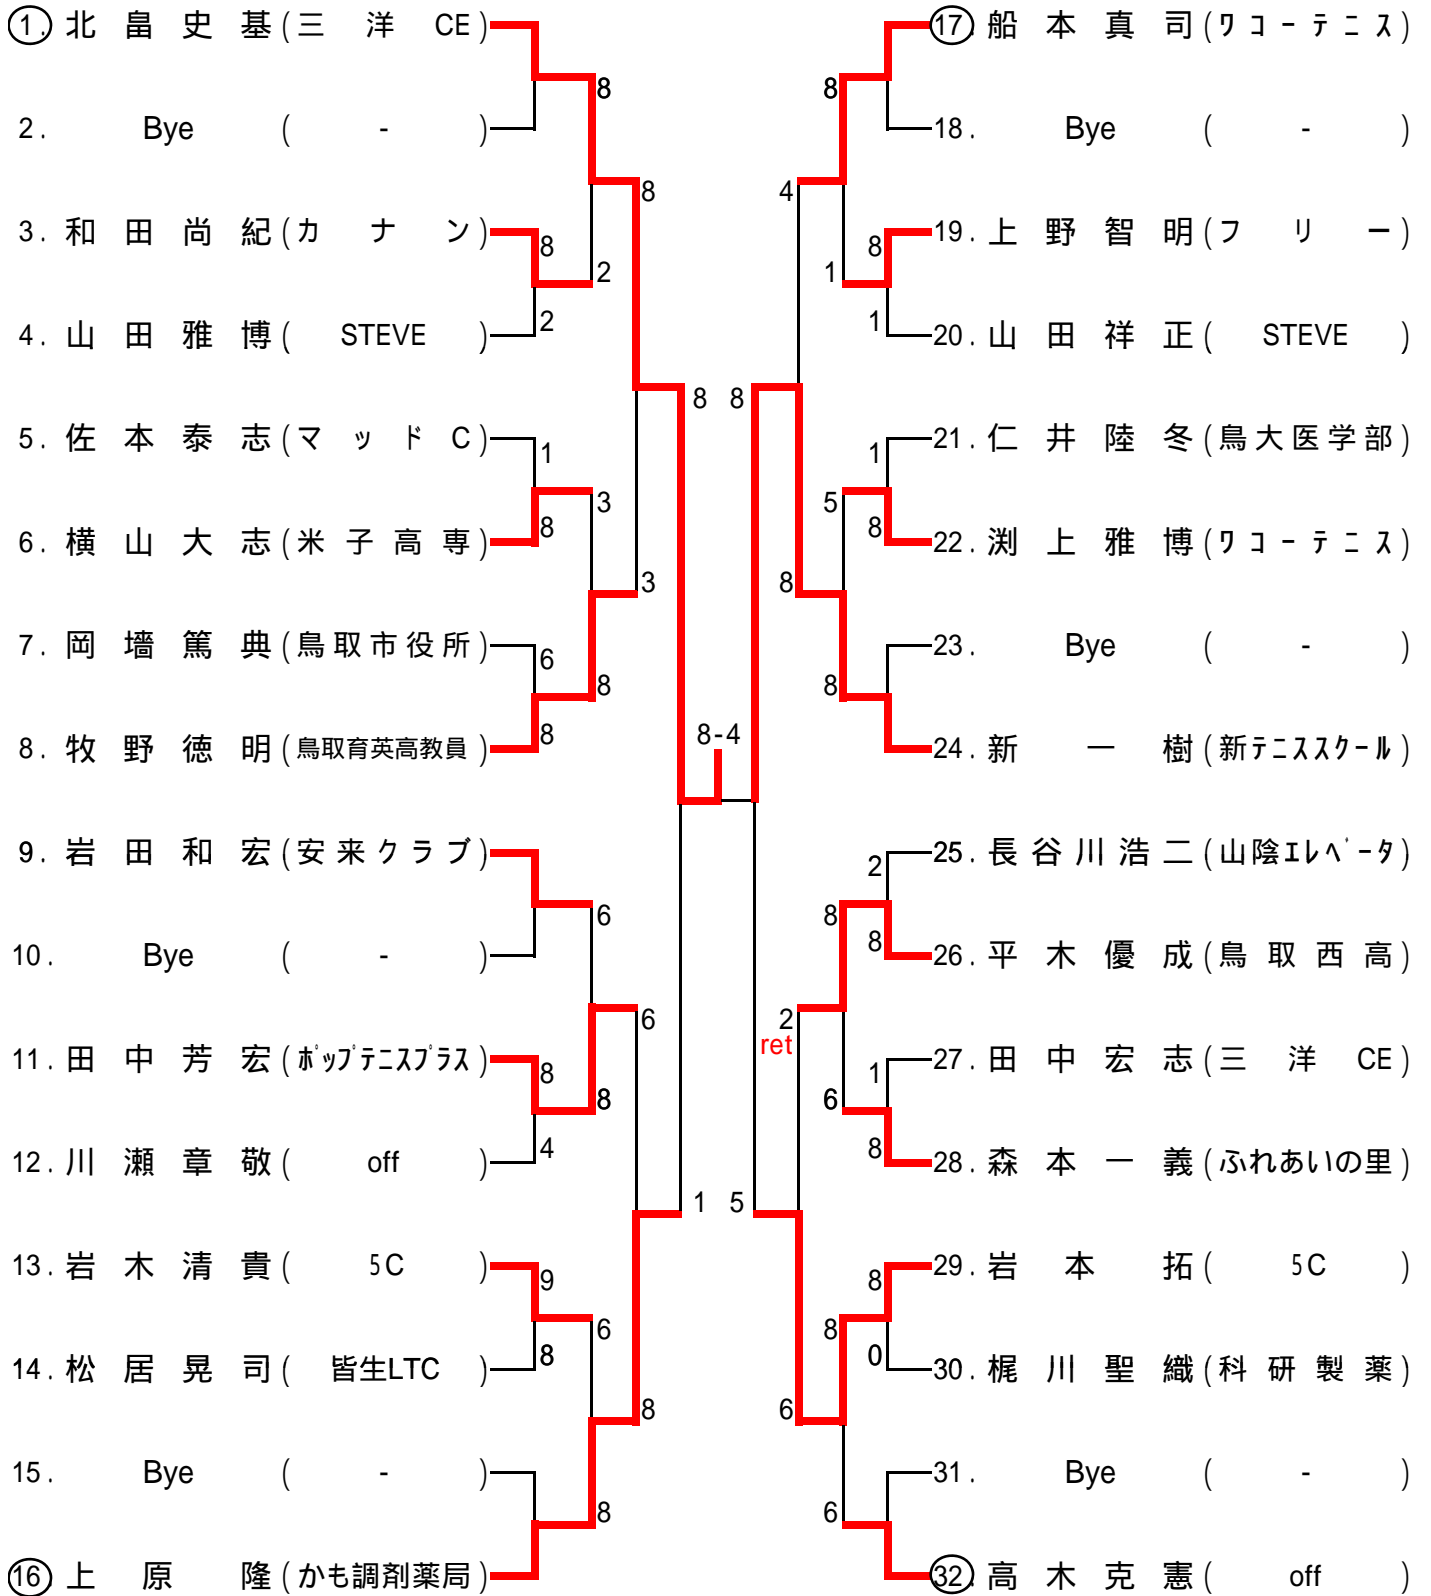 1. 北畠史基 (三洋CE)
17. 船本真司 (ワコーテニス)
8
8
2. Bye ( - )
18. Bye ( - )
8
4
3. 和田尚紀 (カナン)
19. 上野智明 (フリー)
8
8
2
1
4. 山田雅博 (STEVE)
20. 山田祥正 (STEVE)
2
1
8 8
5. 佐本泰志 (マッドC)
21. 仁井陸冬 (鳥大医学部)
1
1
3
5
6. 横山大志 (米子高専)
22. 渕上雅博 (ワコーテニス)
8
8
3
8
7. 岡墻篤典 (鳥取市役所)
23. Bye ( - )
6
8
8
8. 牧野徳明 (鳥取育英高教員)
24. 新一樹 (新テニススクール)
8
8-4
9. 岩田和宏 (安来クラブ)
25. 長谷川浩二 (山陰エレベータ)
2
6
8
10. Bye ( - )
26. 平木優成 (鳥取西高)
8
6
2
ret
11. 田中芳宏 (ポップテニスプラス)
27. 田中宏志 (三洋CE)
8
1
8
6
12. 川瀬章敬 (off)
28. 森本一義 (ふれあいの里)
4
8
1 5
13. 岩木清貴 (5C)
29. 岩本拓 (5C)
9
8
6
8
14. 松居晃司 (皆生LTC)
30. 梶川聖織 (科研製薬)
8
0
8
6
15. Bye ( - )
31. Bye ( - )
8
6
16. 上原隆 (かも調剤薬局)
32. 高木克憲 (off)